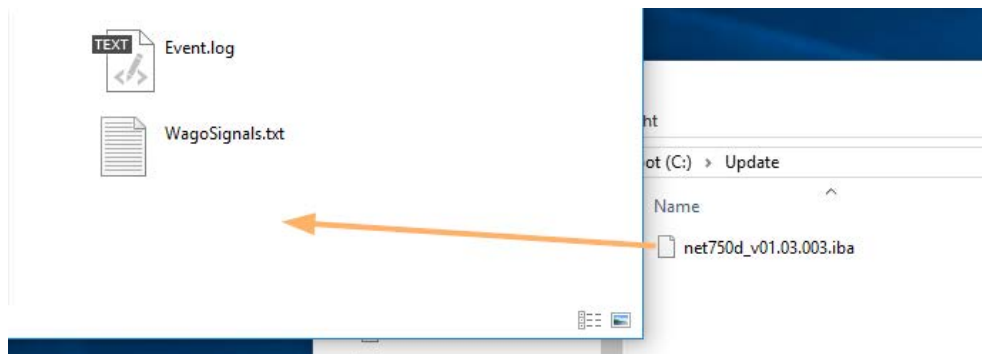 TEXT
Event.log
WagoSignals.txt
ht
ot (C:) > Update
Name
net750d_v01.03.003.iba